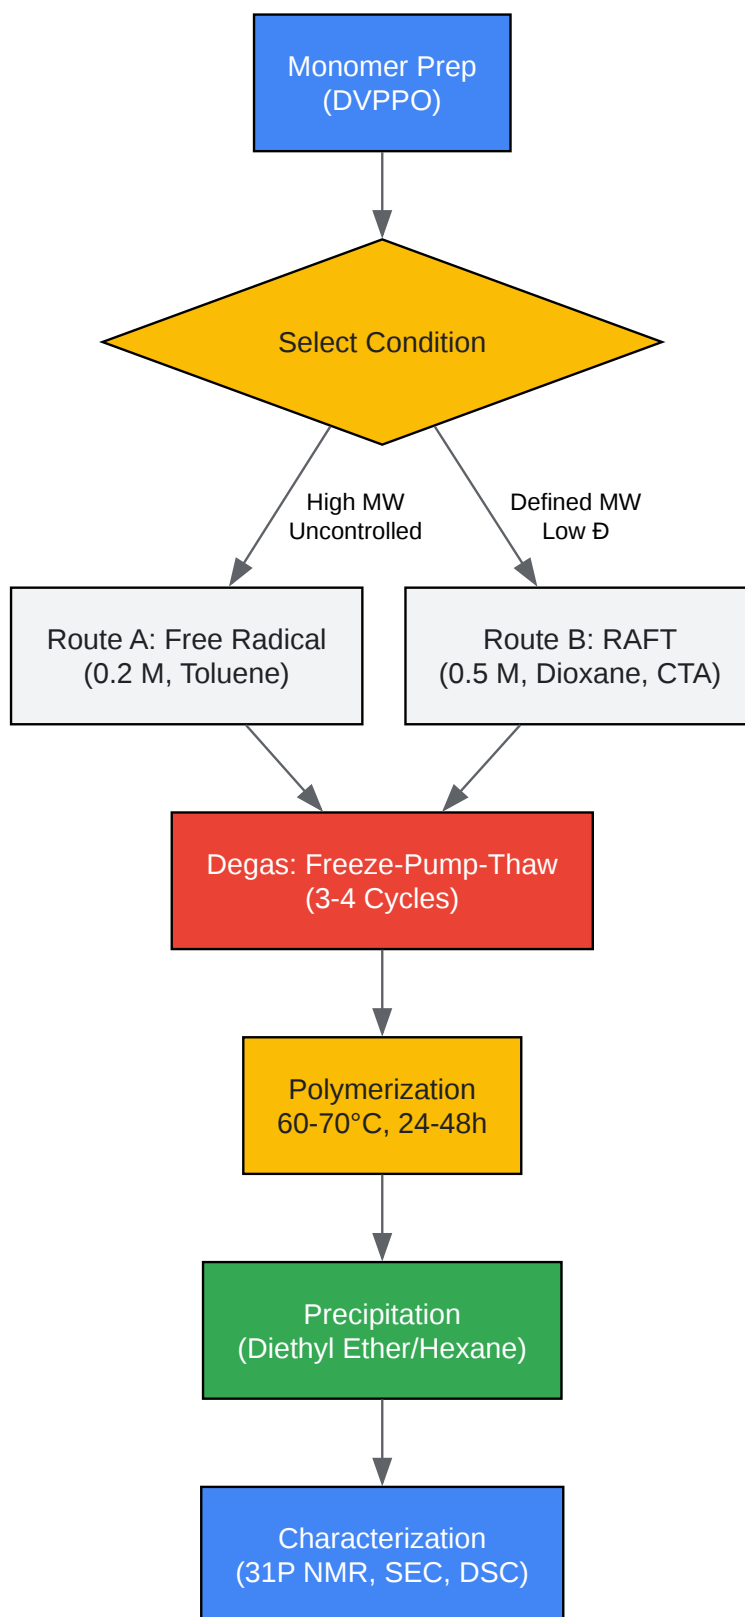 Monomer Prep
(DVPPO)
Select Condition
High MW
Uncontrolled
Defined MW
Low Đ
Route A: Free Radical
(0.2 M, Toluene)
Route B: RAFT
(0.5 M, Dioxane, CTA)
Degas: Freeze-Pump-Thaw
(3-4 Cycles)
Polymerization
60-70°C, 24-48h
Precipitation
(Diethyl Ether/Hexane)
Characterization
(31P NMR, SEC, DSC)